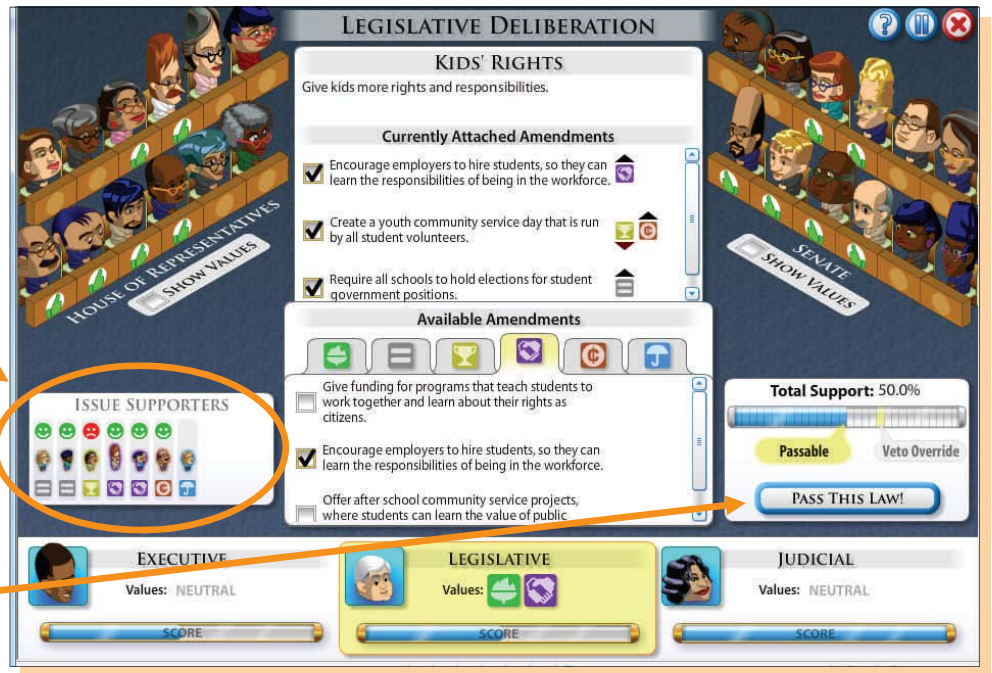 LEGISLATIVE DELIBERATION
?
KIDS' RIGHTS
Give kids more rights and responsibilities.
Currently Attached Amendments
Encourage employers to hire students, so they can
learn the responsibilities of being in the workforce.
Create a youth community service day that is run
by all student volunteers.
Require all schools to hold elections for student
government positions.
HOUSE OF REPRESENTATIVES
SHOW VALUES
SENATE
SHOW VALUES
Available Amendments
Give funding for programs that teach students to
work together and learn about their rights as
citizens.
Encourage employers to hire students, so they can
learn the responsibilities of being in the workforce.
Offer after school community service projects,
where students can learn the value of public
ISSUE SUPPORTERS
Total Support: 50.0%
Passable
Veto Override
PASS THIS LAW!
EXECUTIVE
Values: NEUTRAL
SCORE
LEGISLATIVE
Values:
SCORE
JUDICIAL
Values: NEUTRAL
SCORE